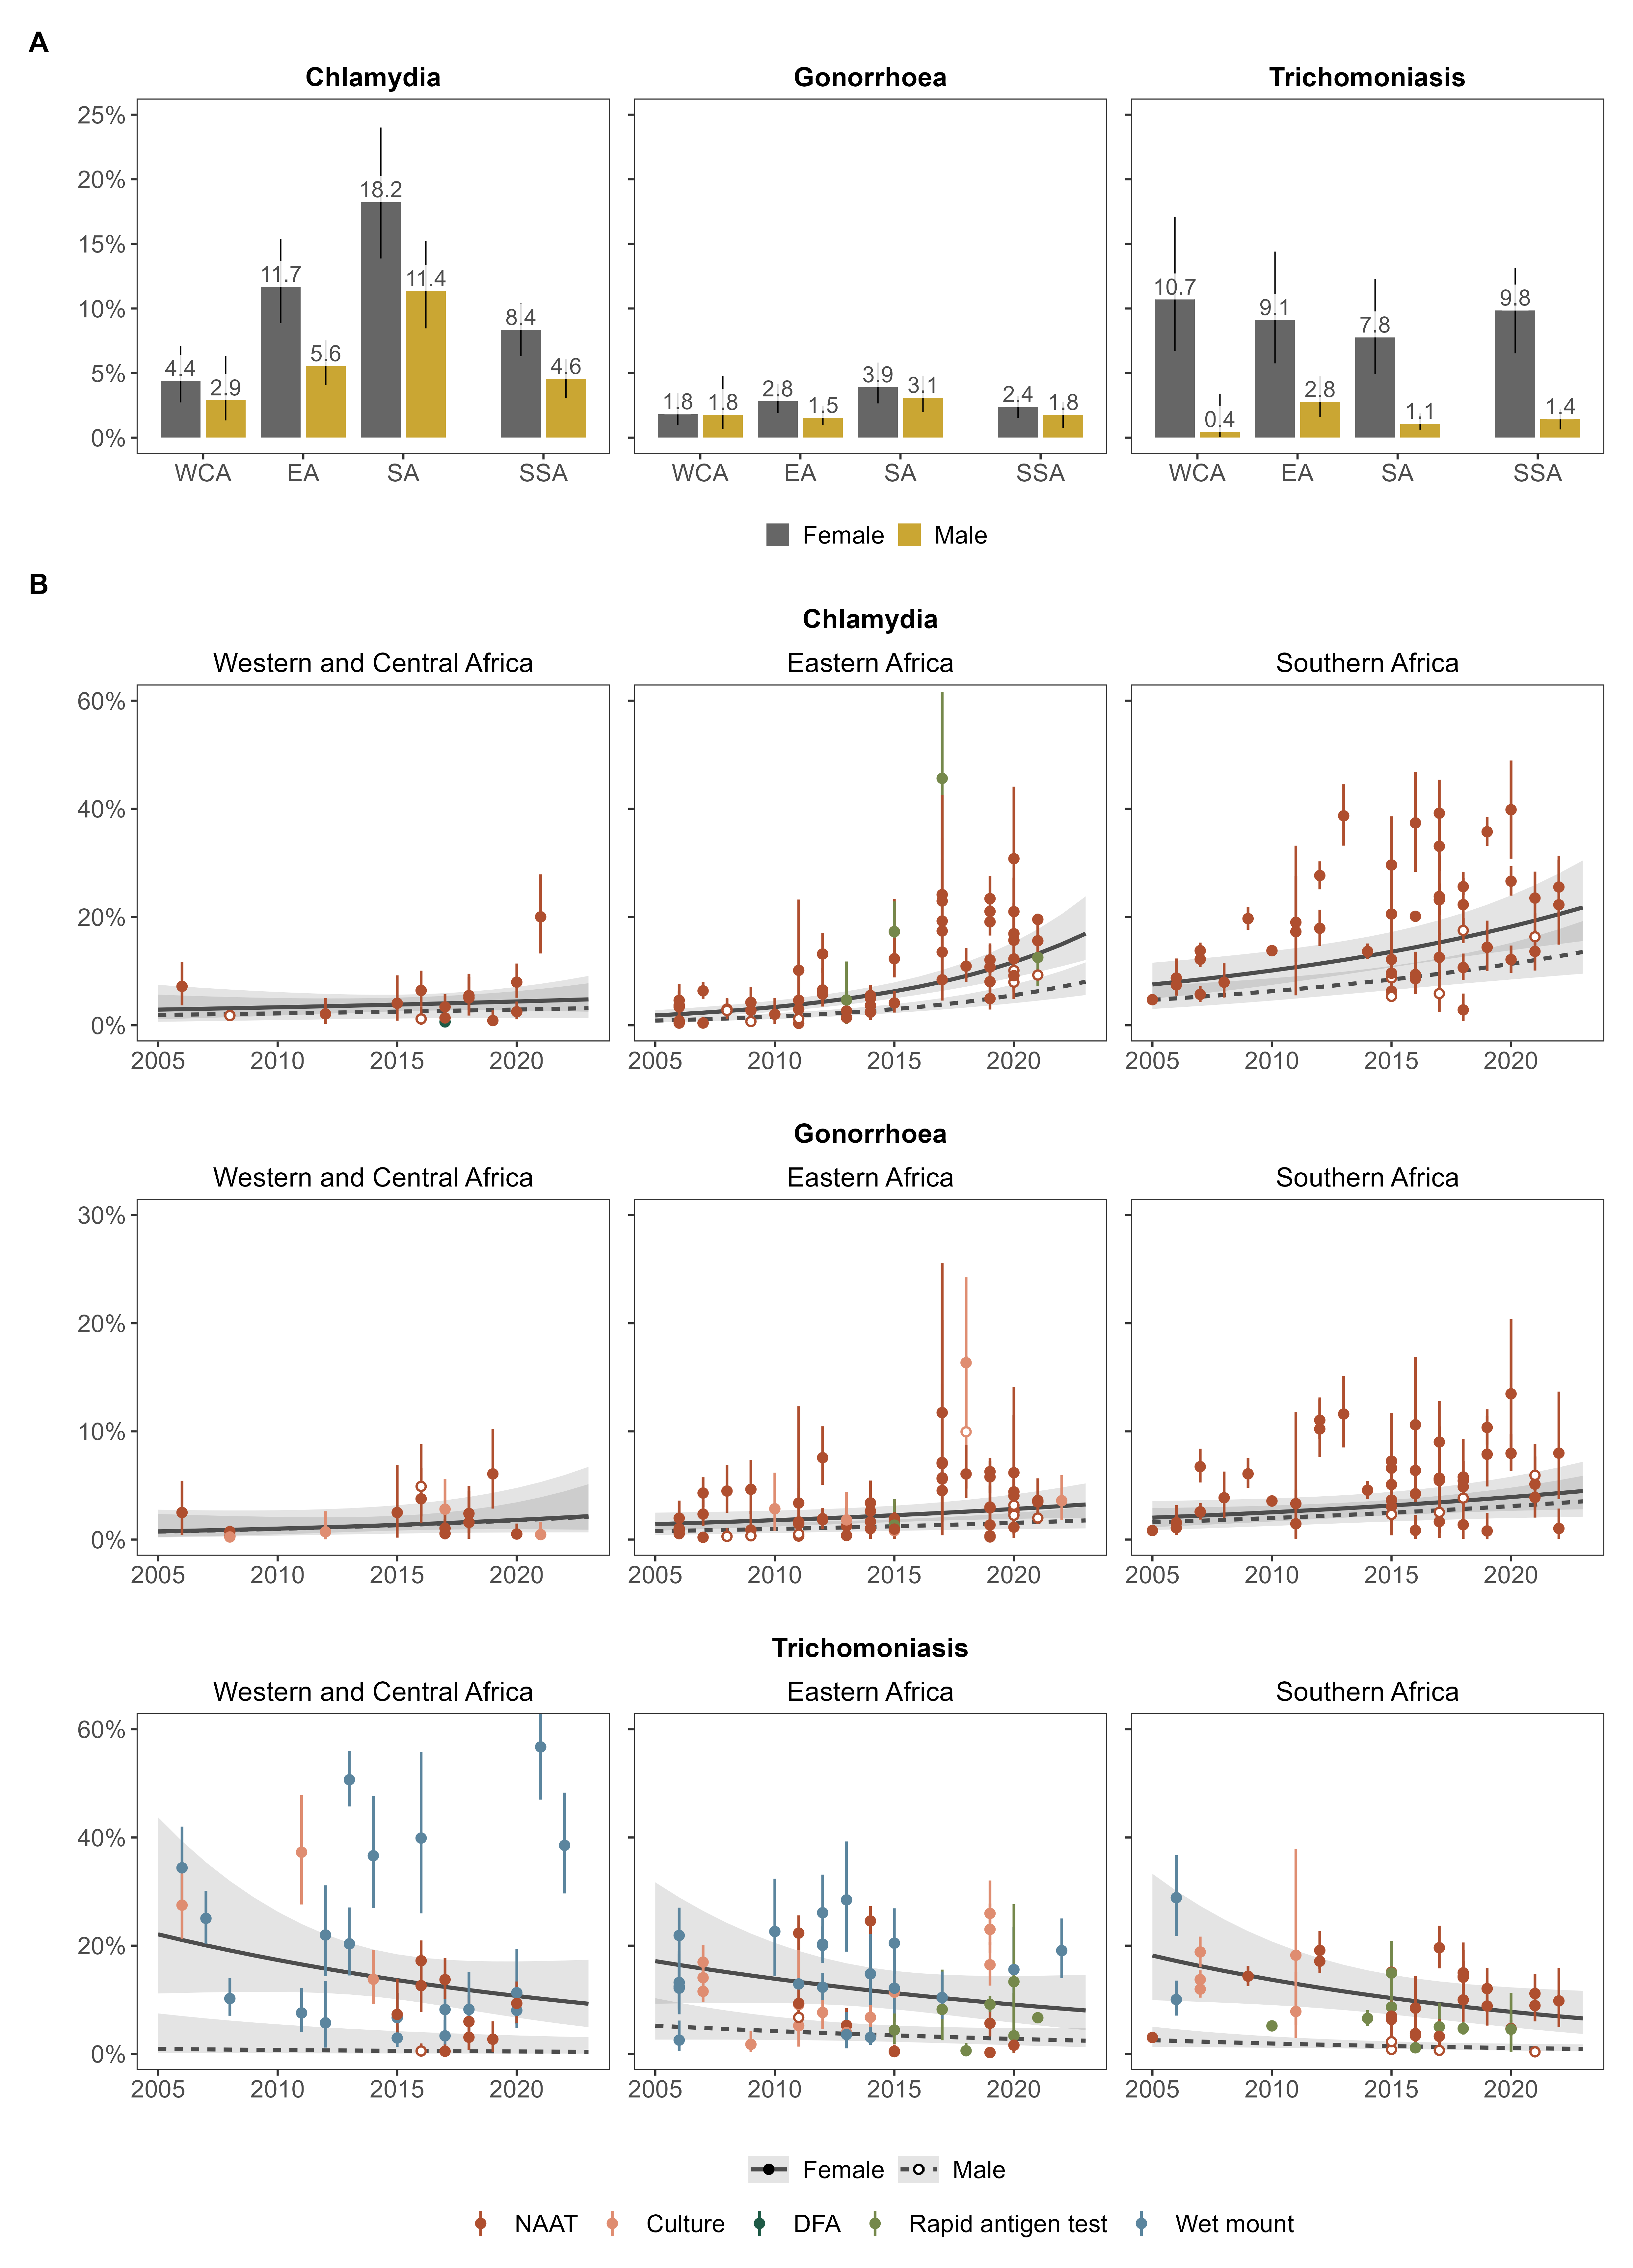 A
Chlamydia Gonorrhoea Trichomoniasis
25%
20%
15%
10%
5%
0%
4.4 2.9 11.7 5.6 18.2 11.4 8.4 4.6
1.8 1.8 2.8 1.5 3.9 3.1 2.4 1.8
10.7 0.4 9.1 2.8 7.8 1.1 9.8 1.4
WCA EA SA SSA WCA EA SA SSA WCA EA SA SSA
Female Male
B
Chlamydia
Western and Central Africa Eastern Africa Southern Africa
60%
40%
20%
0%
2005 2010 2015 2020 2005 2010 2015 2020 2005 2010 2015 2020
Gonorrhoea
Western and Central Africa Eastern Africa Southern Africa
30%
20%
10%
0%
2005 2010 2015 2020 2005 2010 2015 2020 2005 2010 2015 2020
Trichomoniasis
Western and Central Africa Eastern Africa Southern Africa
60%
40%
20%
0%
2005 2010 2015 2020 2005 2010 2015 2020 2005 2010 2015 2020
Female Male
NAAT Culture DFA Rapid antigen test Wet mount